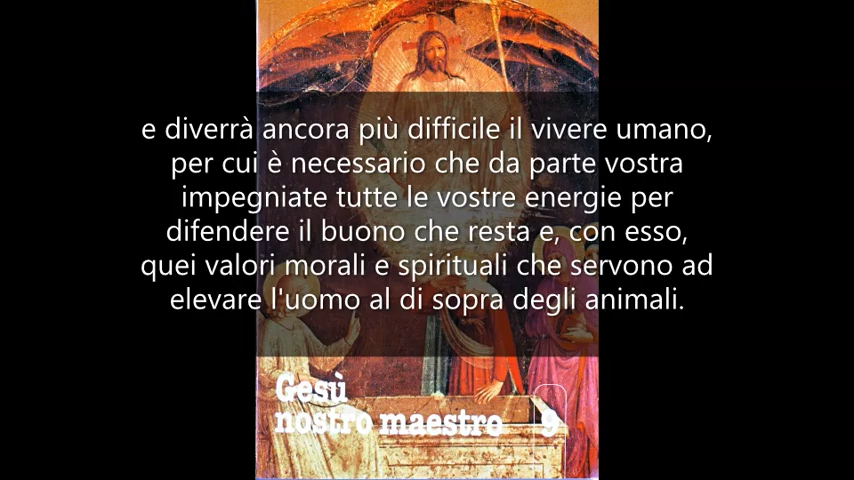 e diverrà ancora più difficile il vivere umano,
per cui è necessario che da parte vostra
impegniate tutte le vostre energie per
difendere il buono che resta e, con esso,
quei valori morali e spirituali che servono ad
elevare l'uomo al di sopra degli animali.
Gesù
nostro maestro 9